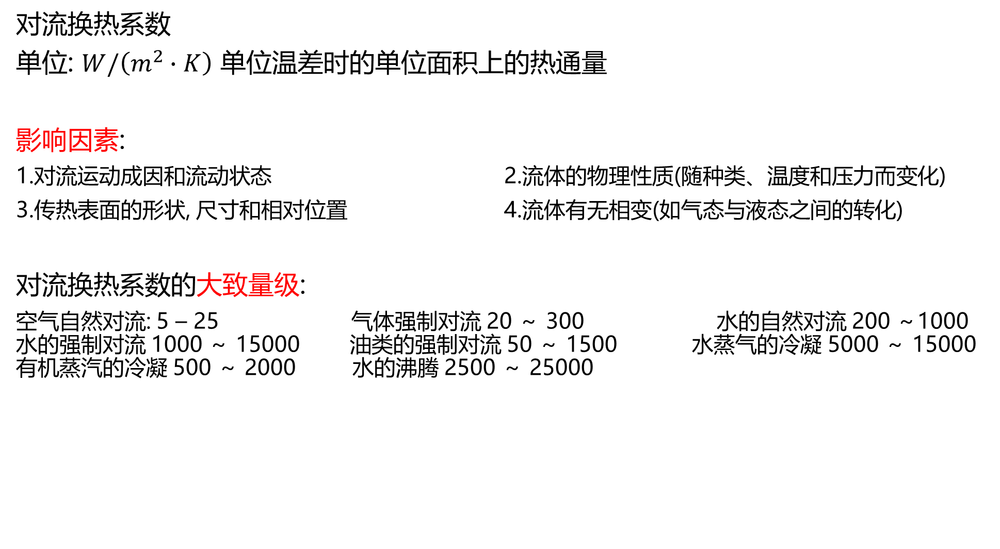 对流换热系数
单位: W/(m²·K) 单位温差时的单位面积上的热通量
影响因素:
1.对流运动成因和流动状态 2.流体的物理性质(随种类、温度和压力而变化)
3.传热表面的形状, 尺寸和相对位置 4.流体有无相变(如气态与液态之间的转化)
对流换热系数的大致量级:
空气自然对流: 5 – 25 气体强制对流 20 ~ 300 水的自然对流 200 ~1000
水的强制对流 1000 ~ 15000 油类的强制对流 50 ~ 1500 水蒸气的冷凝 5000 ~ 15000
有机蒸汽的冷凝 500 ~ 2000 水的沸腾 2500 ~ 25000